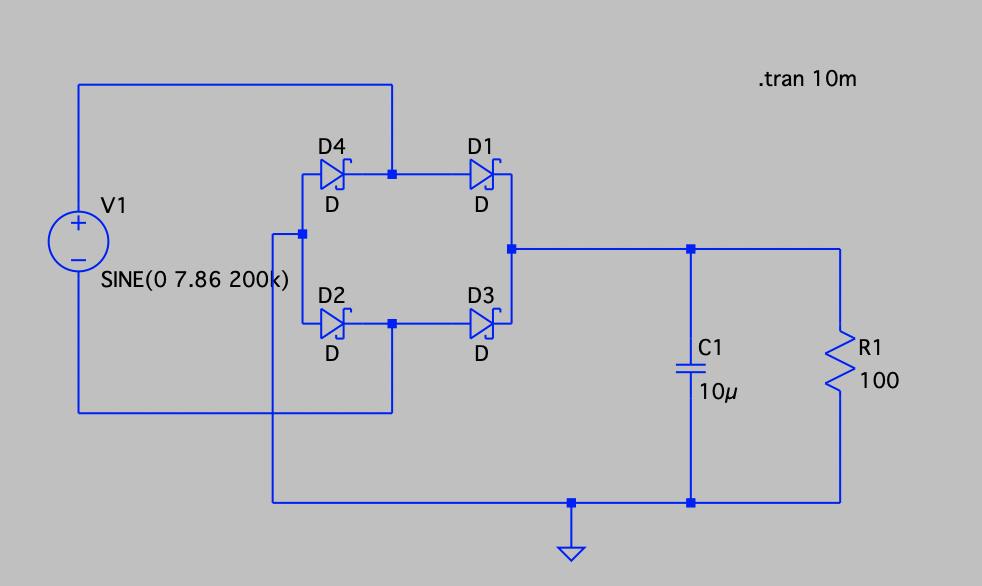 .tran 10m
D4
D1
D
D
V1
SINE(0 7.86 200k)
D2
D3
D
D
C1
10µ
R1
100